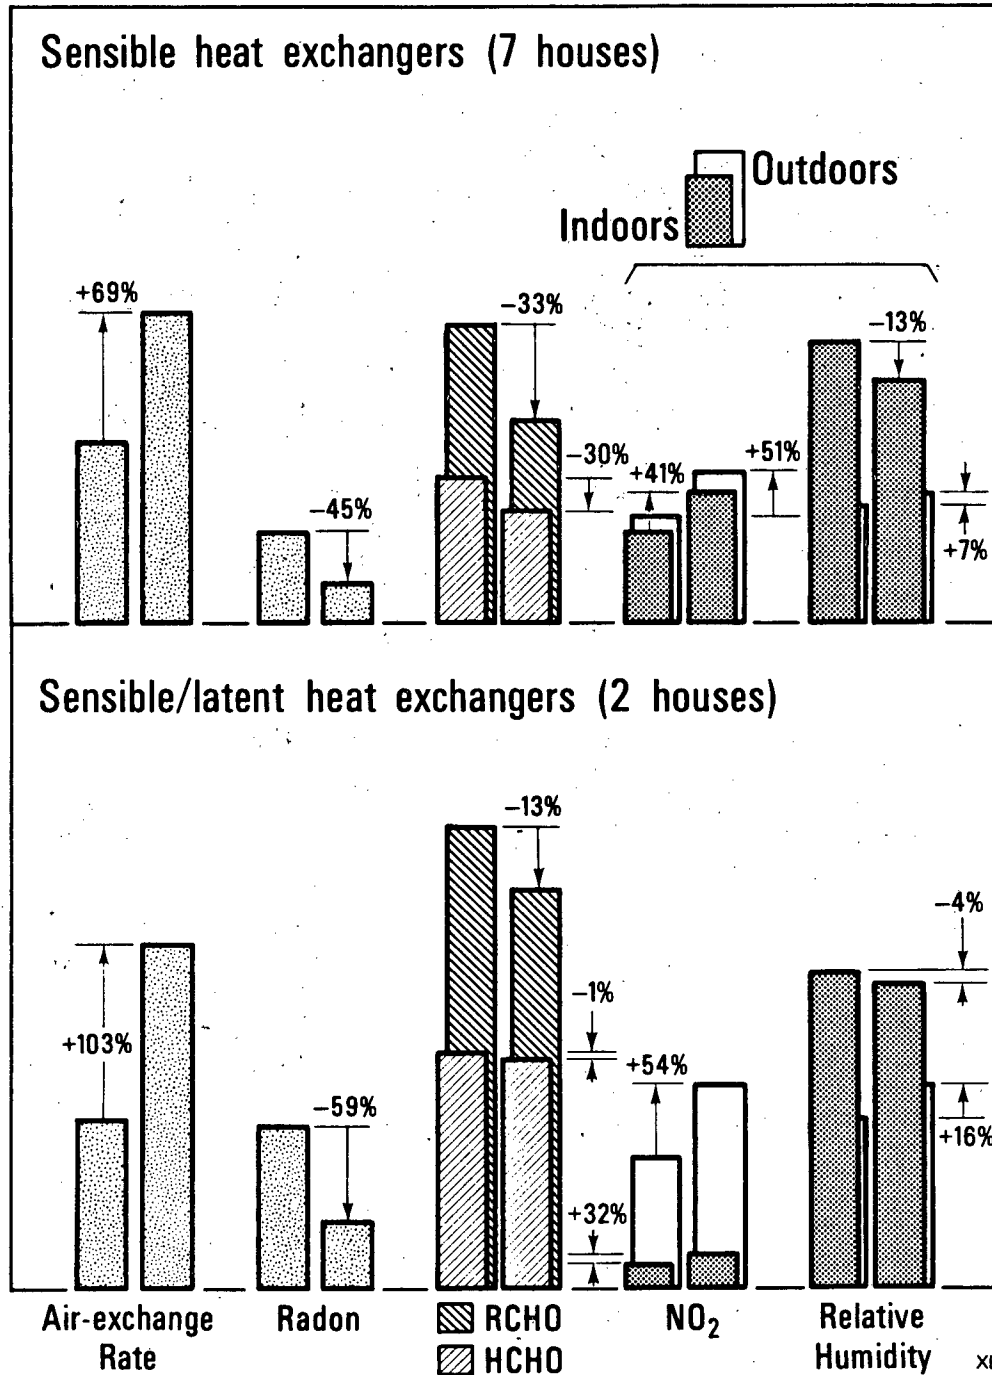 Sensible heat exchangers (7 houses)
Outdoors
Indoors
+69%
−33%
−13%
−30%
+41%
+51%
−45%
+7%
Sensible/latent heat exchangers (2 houses)
−13%
−4%
−1%
+103%
+54%
−59%
+16%
+32%
Air-exchange Rate
Radon
RCHO
HCHO
NO₂
Relative Humidity